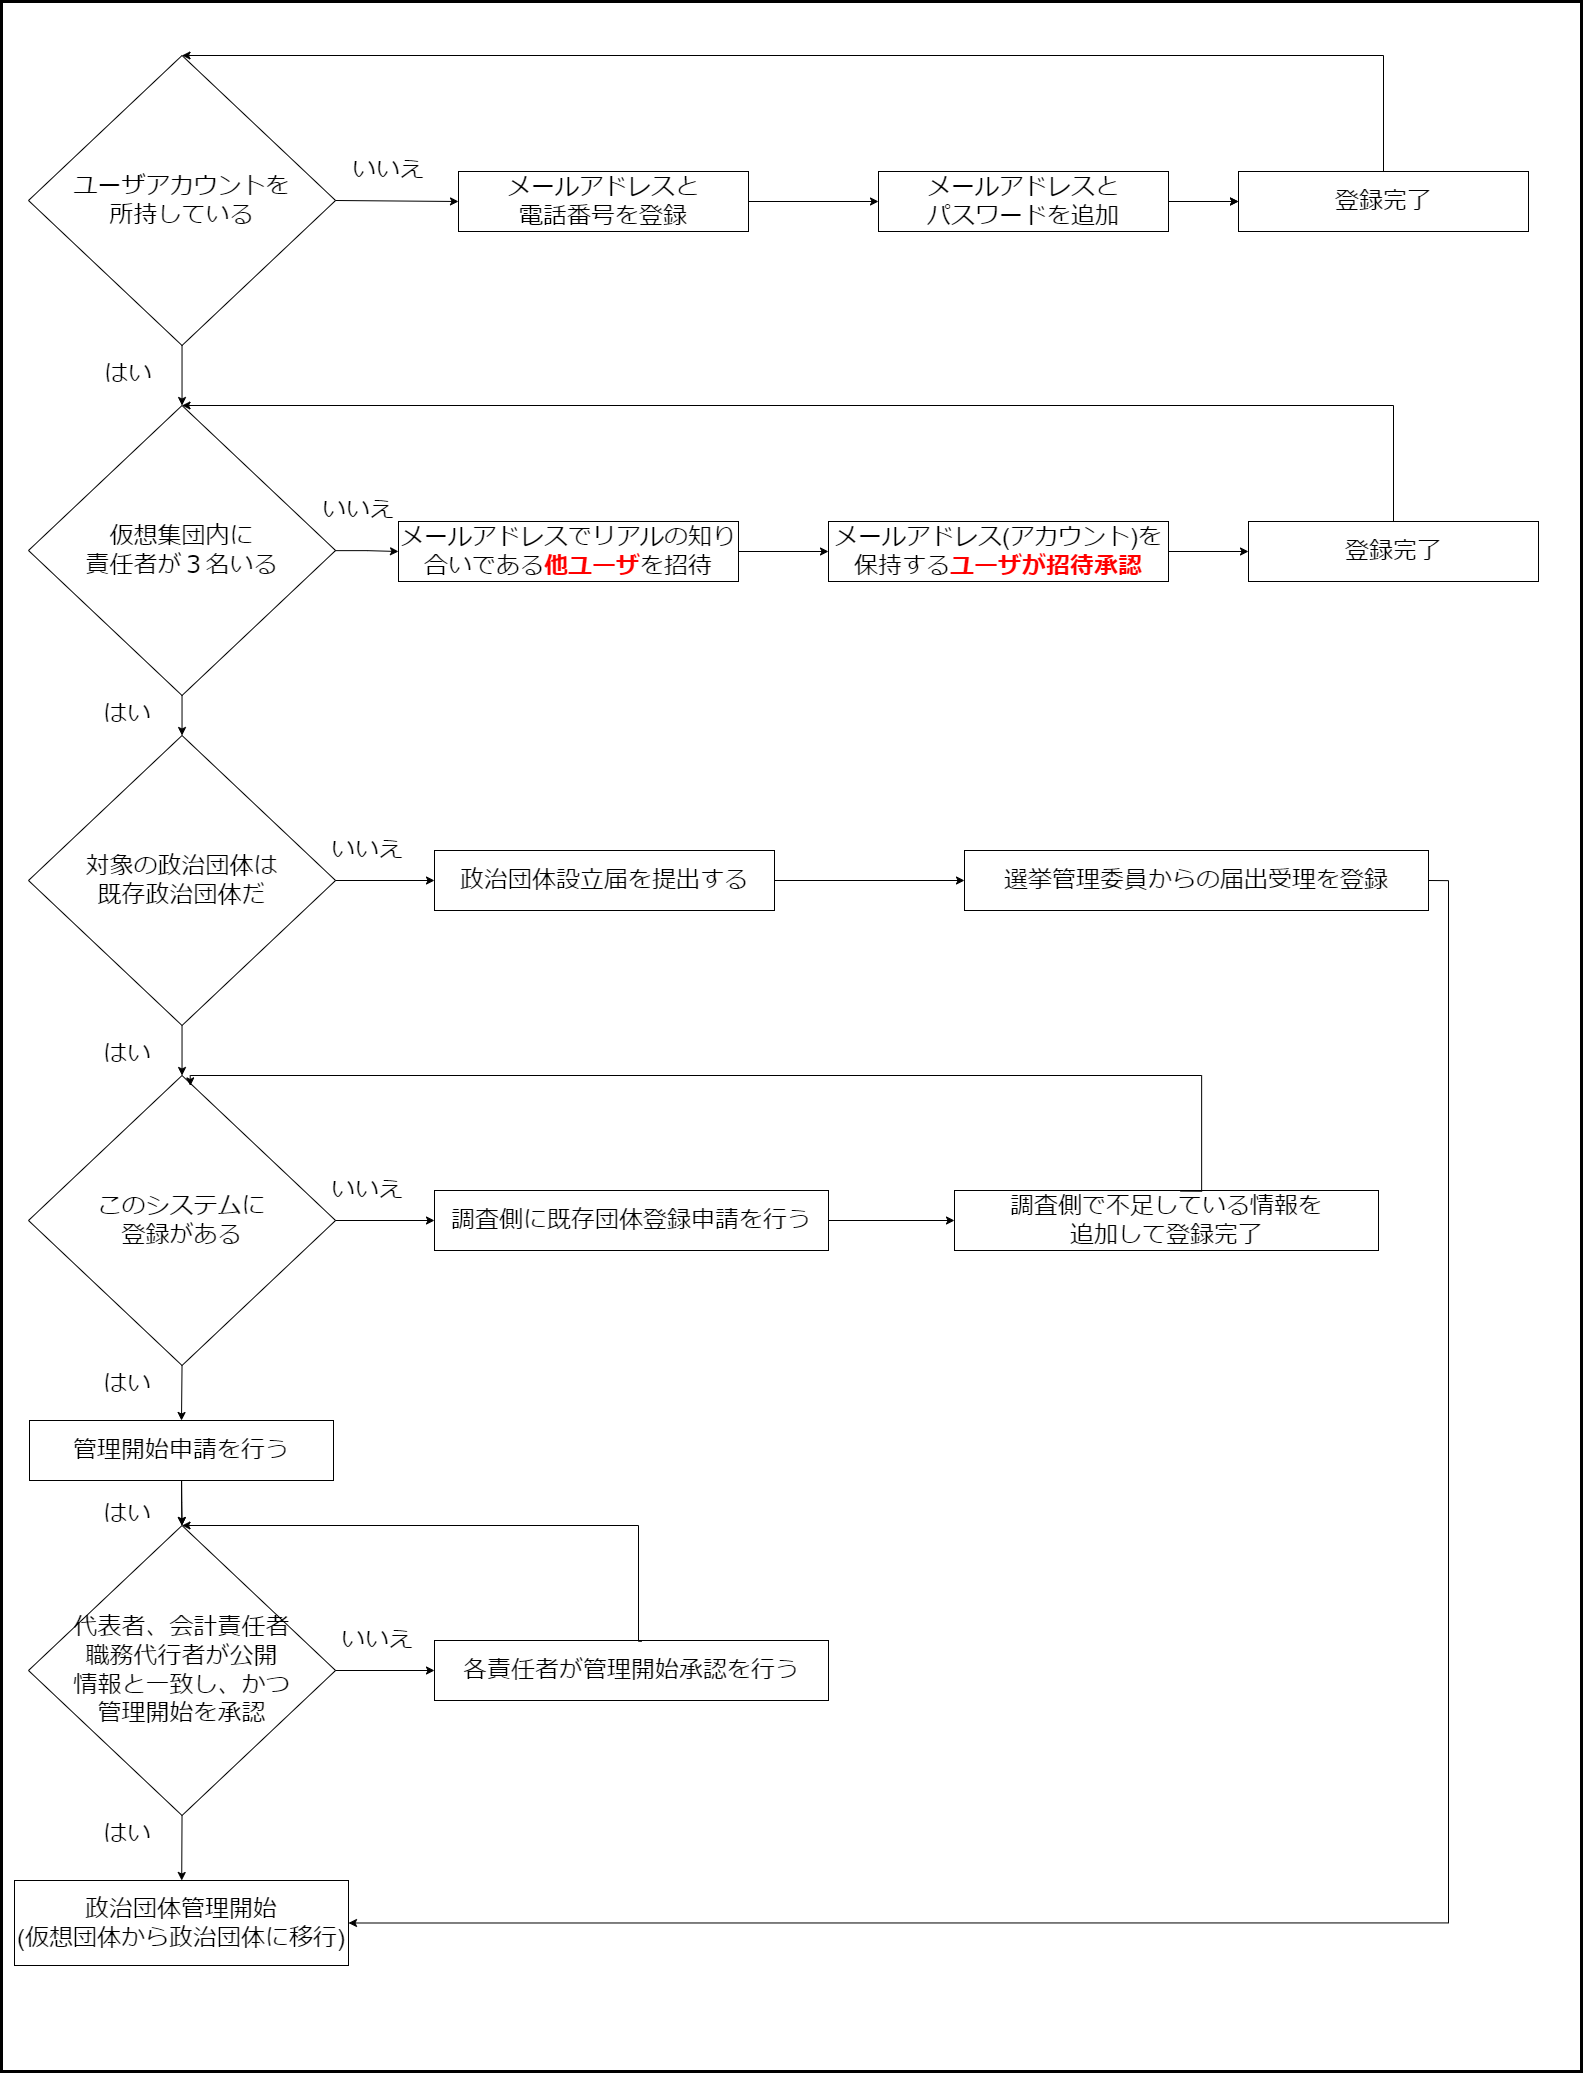 ユーザアカウントを
所持している
いいえ
メールアドレスと
電話番号を登録
メールアドレスと
パスワードを追加
登録完了
はい
仮想集団内に
責任者が３名いる
いいえ
メールアドレスでリアルの知り
合いである他ユーザを招待
メールアドレス(アカウント)を
保持するユーザが招待承認
登録完了
はい
対象の政治団体は
既存政治団体だ
いいえ
政治団体設立届を提出する
選挙管理委員からの届出受理を登録
はい
このシステムに
登録がある
いいえ
調査側に既存団体登録申請を行う
調査側で不足している情報を
追加して登録完了
はい
管理開始申請を行う
はい
代表者、会計責任者
職務代行者が公開
情報と一致し、かつ
管理開始を承認
いいえ
各責任者が管理開始承認を行う
はい
政治団体管理開始
(仮想団体から政治団体に移行)